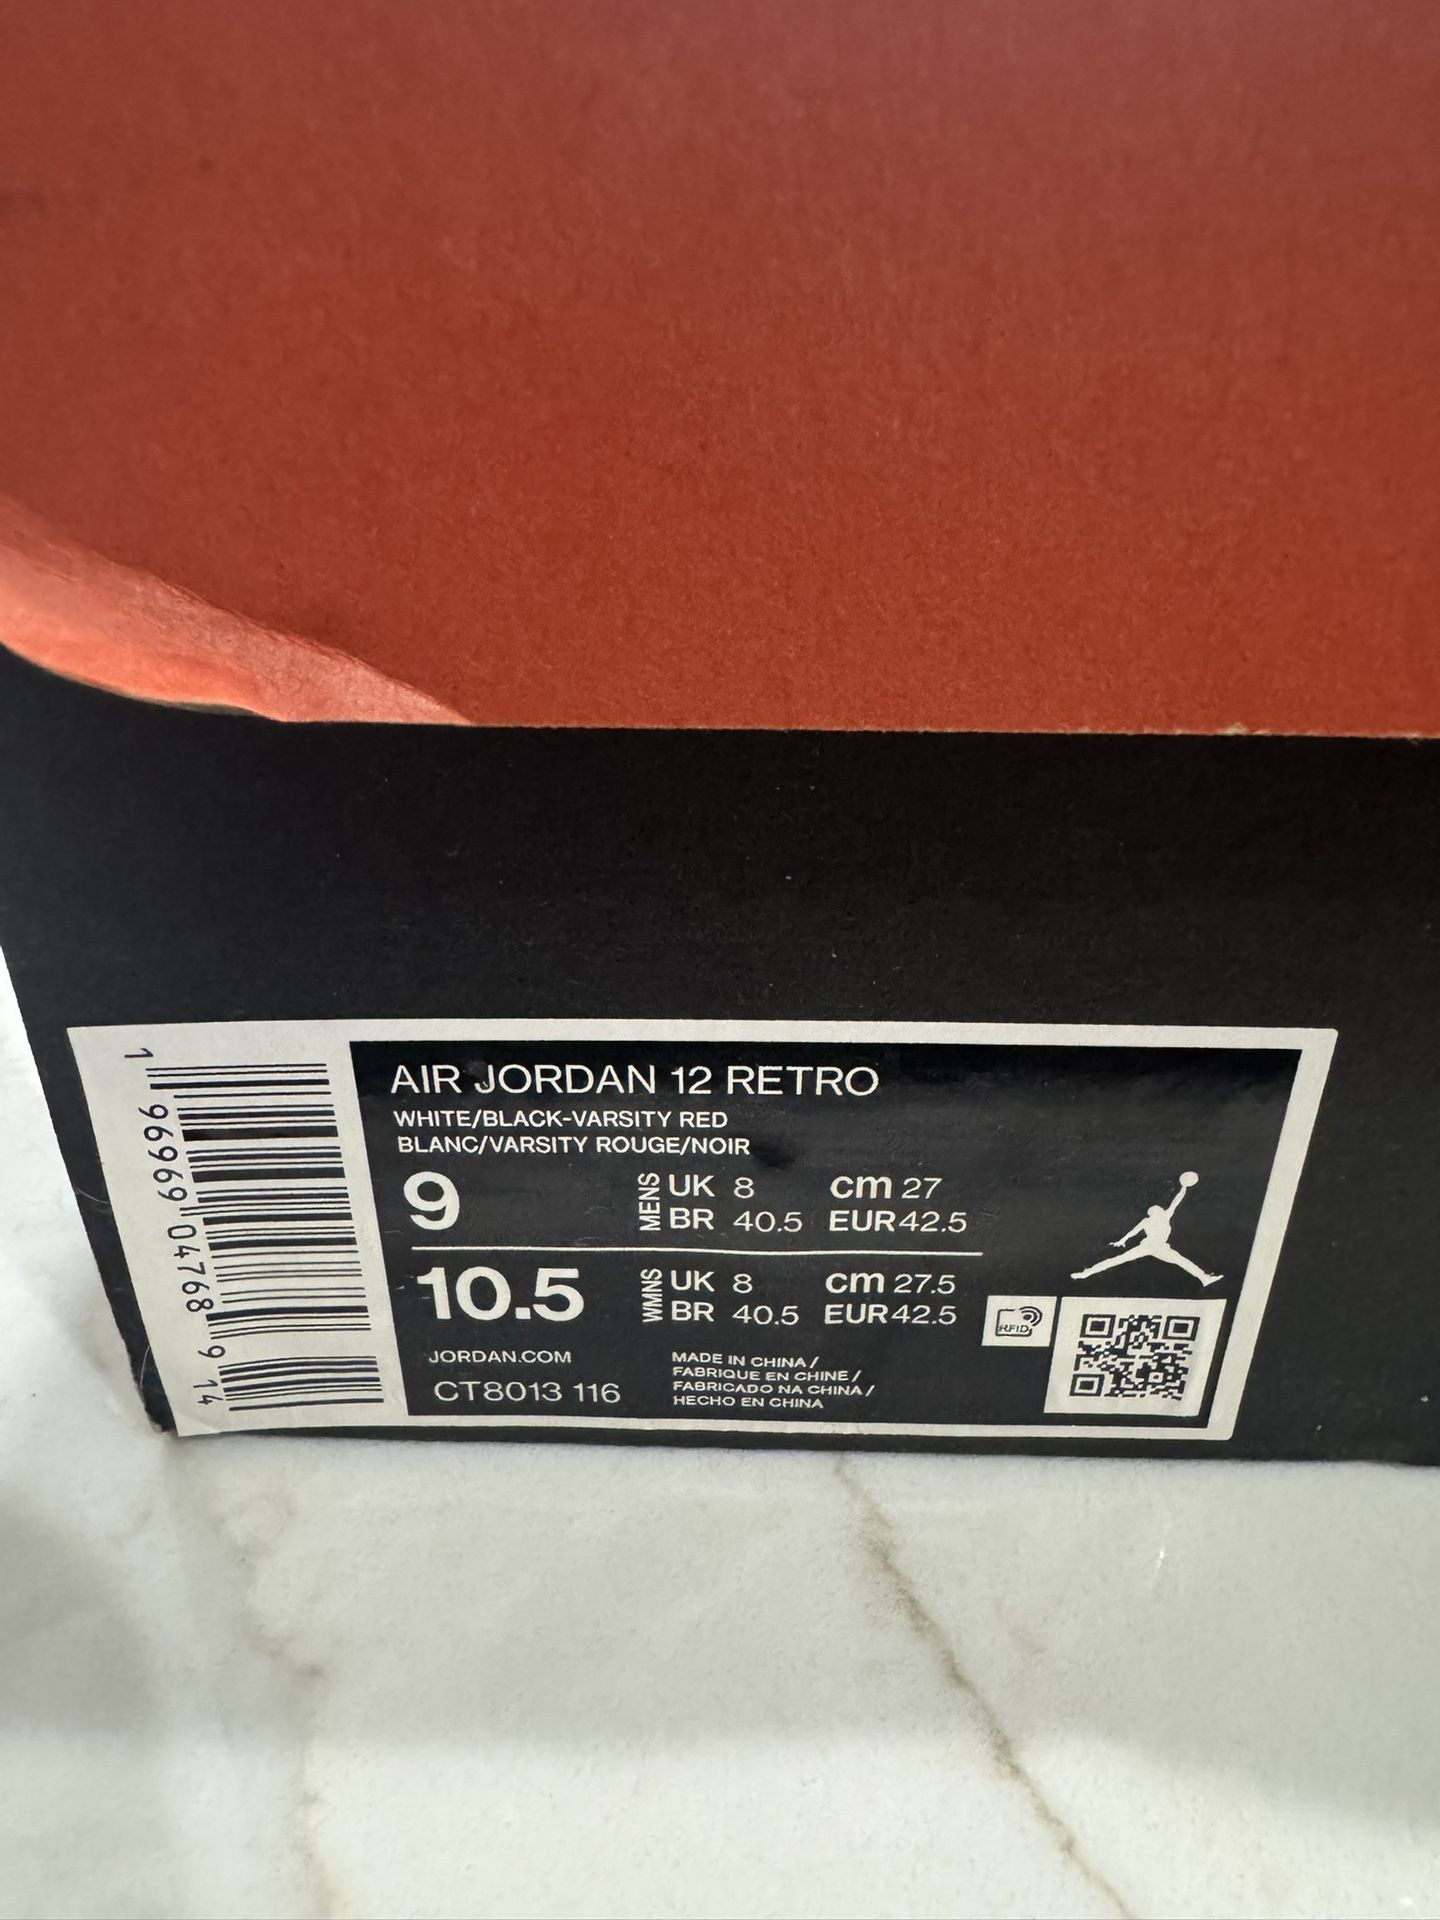 1 96969 04768 9 14
AIR JORDAN 12 RETRO
WHITE/BLACK-VARSITY RED
BLANC/VARSITY ROUGE/NOIR
9 MENS UK 8 cm 27
BR 40.5 EUR 42.5
10.5 WMNS UK 8 cm 27.5
BR 40.5 EUR 42.5
RFID
JORDAN.COM
CT8013 116
MADE IN CHINA /
FABRIQUE EN CHINE /
FABRICADO NA CHINA /
HECHO EN CHINA